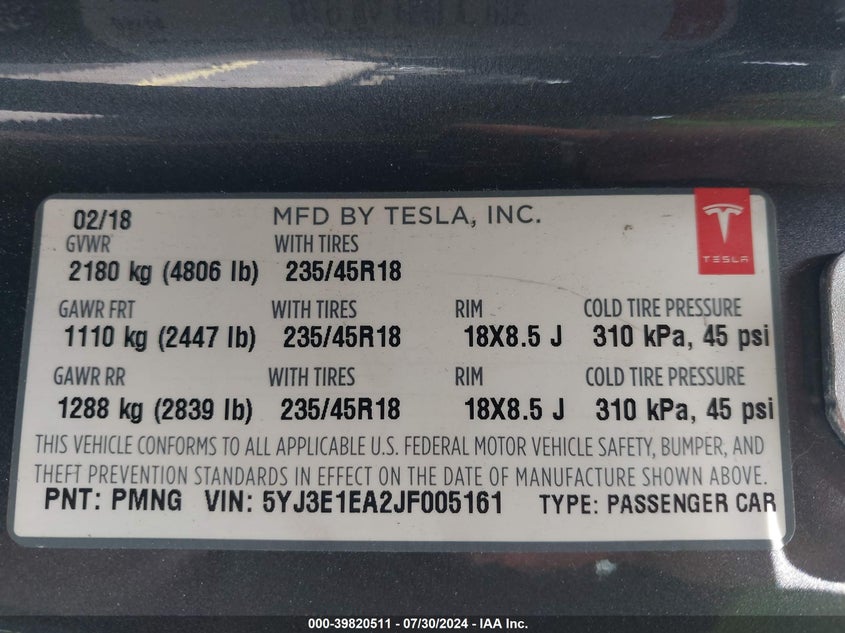 02/18 MFD BY TESLA, INC.
GVWR WITH TIRES
2180 kg (4806 lb) 235/45R18
TESLA
GAWR FRT WITH TIRES RIM COLD TIRE PRESSURE
1110 kg (2447 lb) 235/45R18 18X8.5 J 310 kPa, 45 psi
GAWR RR WITH TIRES RIM COLD TIRE PRESSURE
1288 kg (2839 lb) 235/45R18 18X8.5 J 310 kPa, 45 psi
THIS VEHICLE CONFORMS TO ALL APPLICABLE U.S. FEDERAL MOTOR VEHICLE SAFETY, BUMPER, AND
THEFT PREVENTION STANDARDS IN EFFECT ON THE DATE OF MANUFACTURE SHOWN ABOVE.
PNT: PMNG VIN: 5YJ3E1EA2JF005161 TYPE: PASSENGER CAR
000-39820511 - 07/30/2024 - IAA Inc.